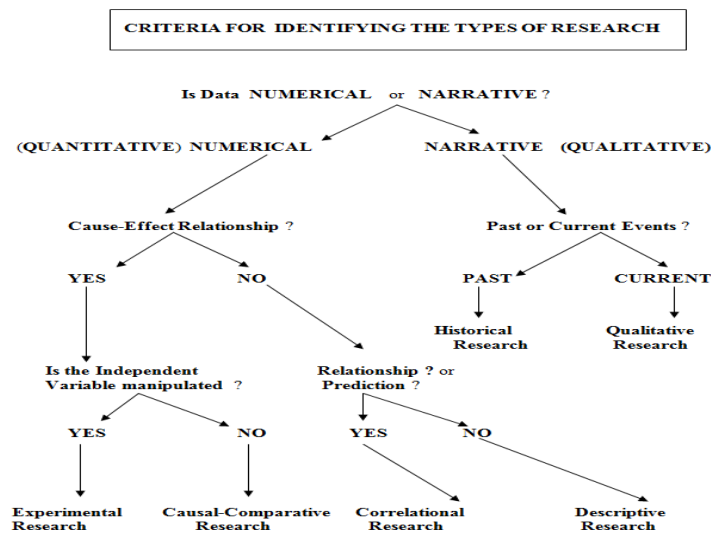 CRITERIA FOR IDENTIFYING THE TYPES OF RESEARCH
Is Data NUMERICAL or NARRATIVE ?
(QUANTITATIVE) NUMERICAL
NARRATIVE (QUALITATIVE)
Cause-Effect Relationship ?
Past or Current Events ?
YES
NO
PAST
CURRENT
Historical
Research
Qualitative
Research
Is the Independent
Variable manipulated ?
Relationship ? or
Prediction ?
YES
NO
YES
NO
Experimental
Research
Causal-Comparative
Research
Correlational
Research
Descriptive
Research